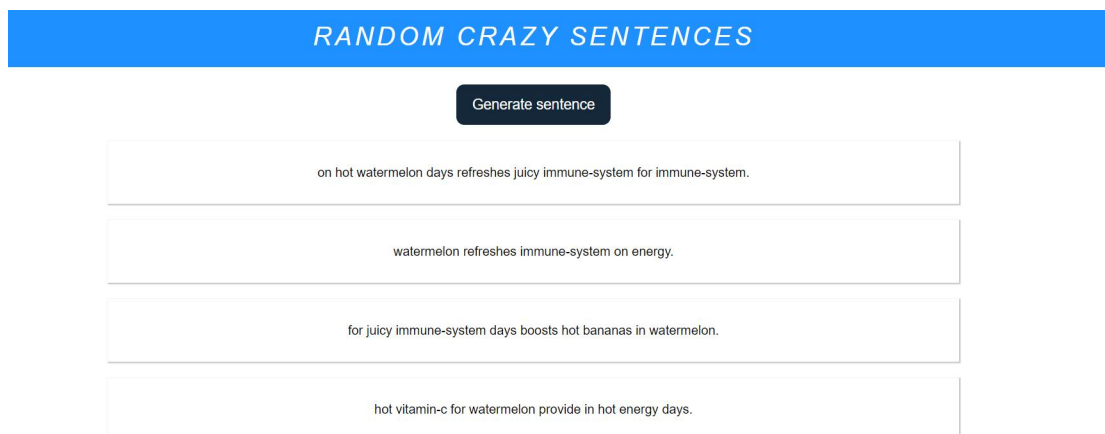 RANDOM CRAZY SENTENCES
Generate sentence
on hot watermelon days refreshes juicy immune-system for immune-system.
watermelon refreshes immune-system on energy.
for juicy immune-system days boosts hot bananas in watermelon.
hot vitamin-c for watermelon provide in hot energy days.